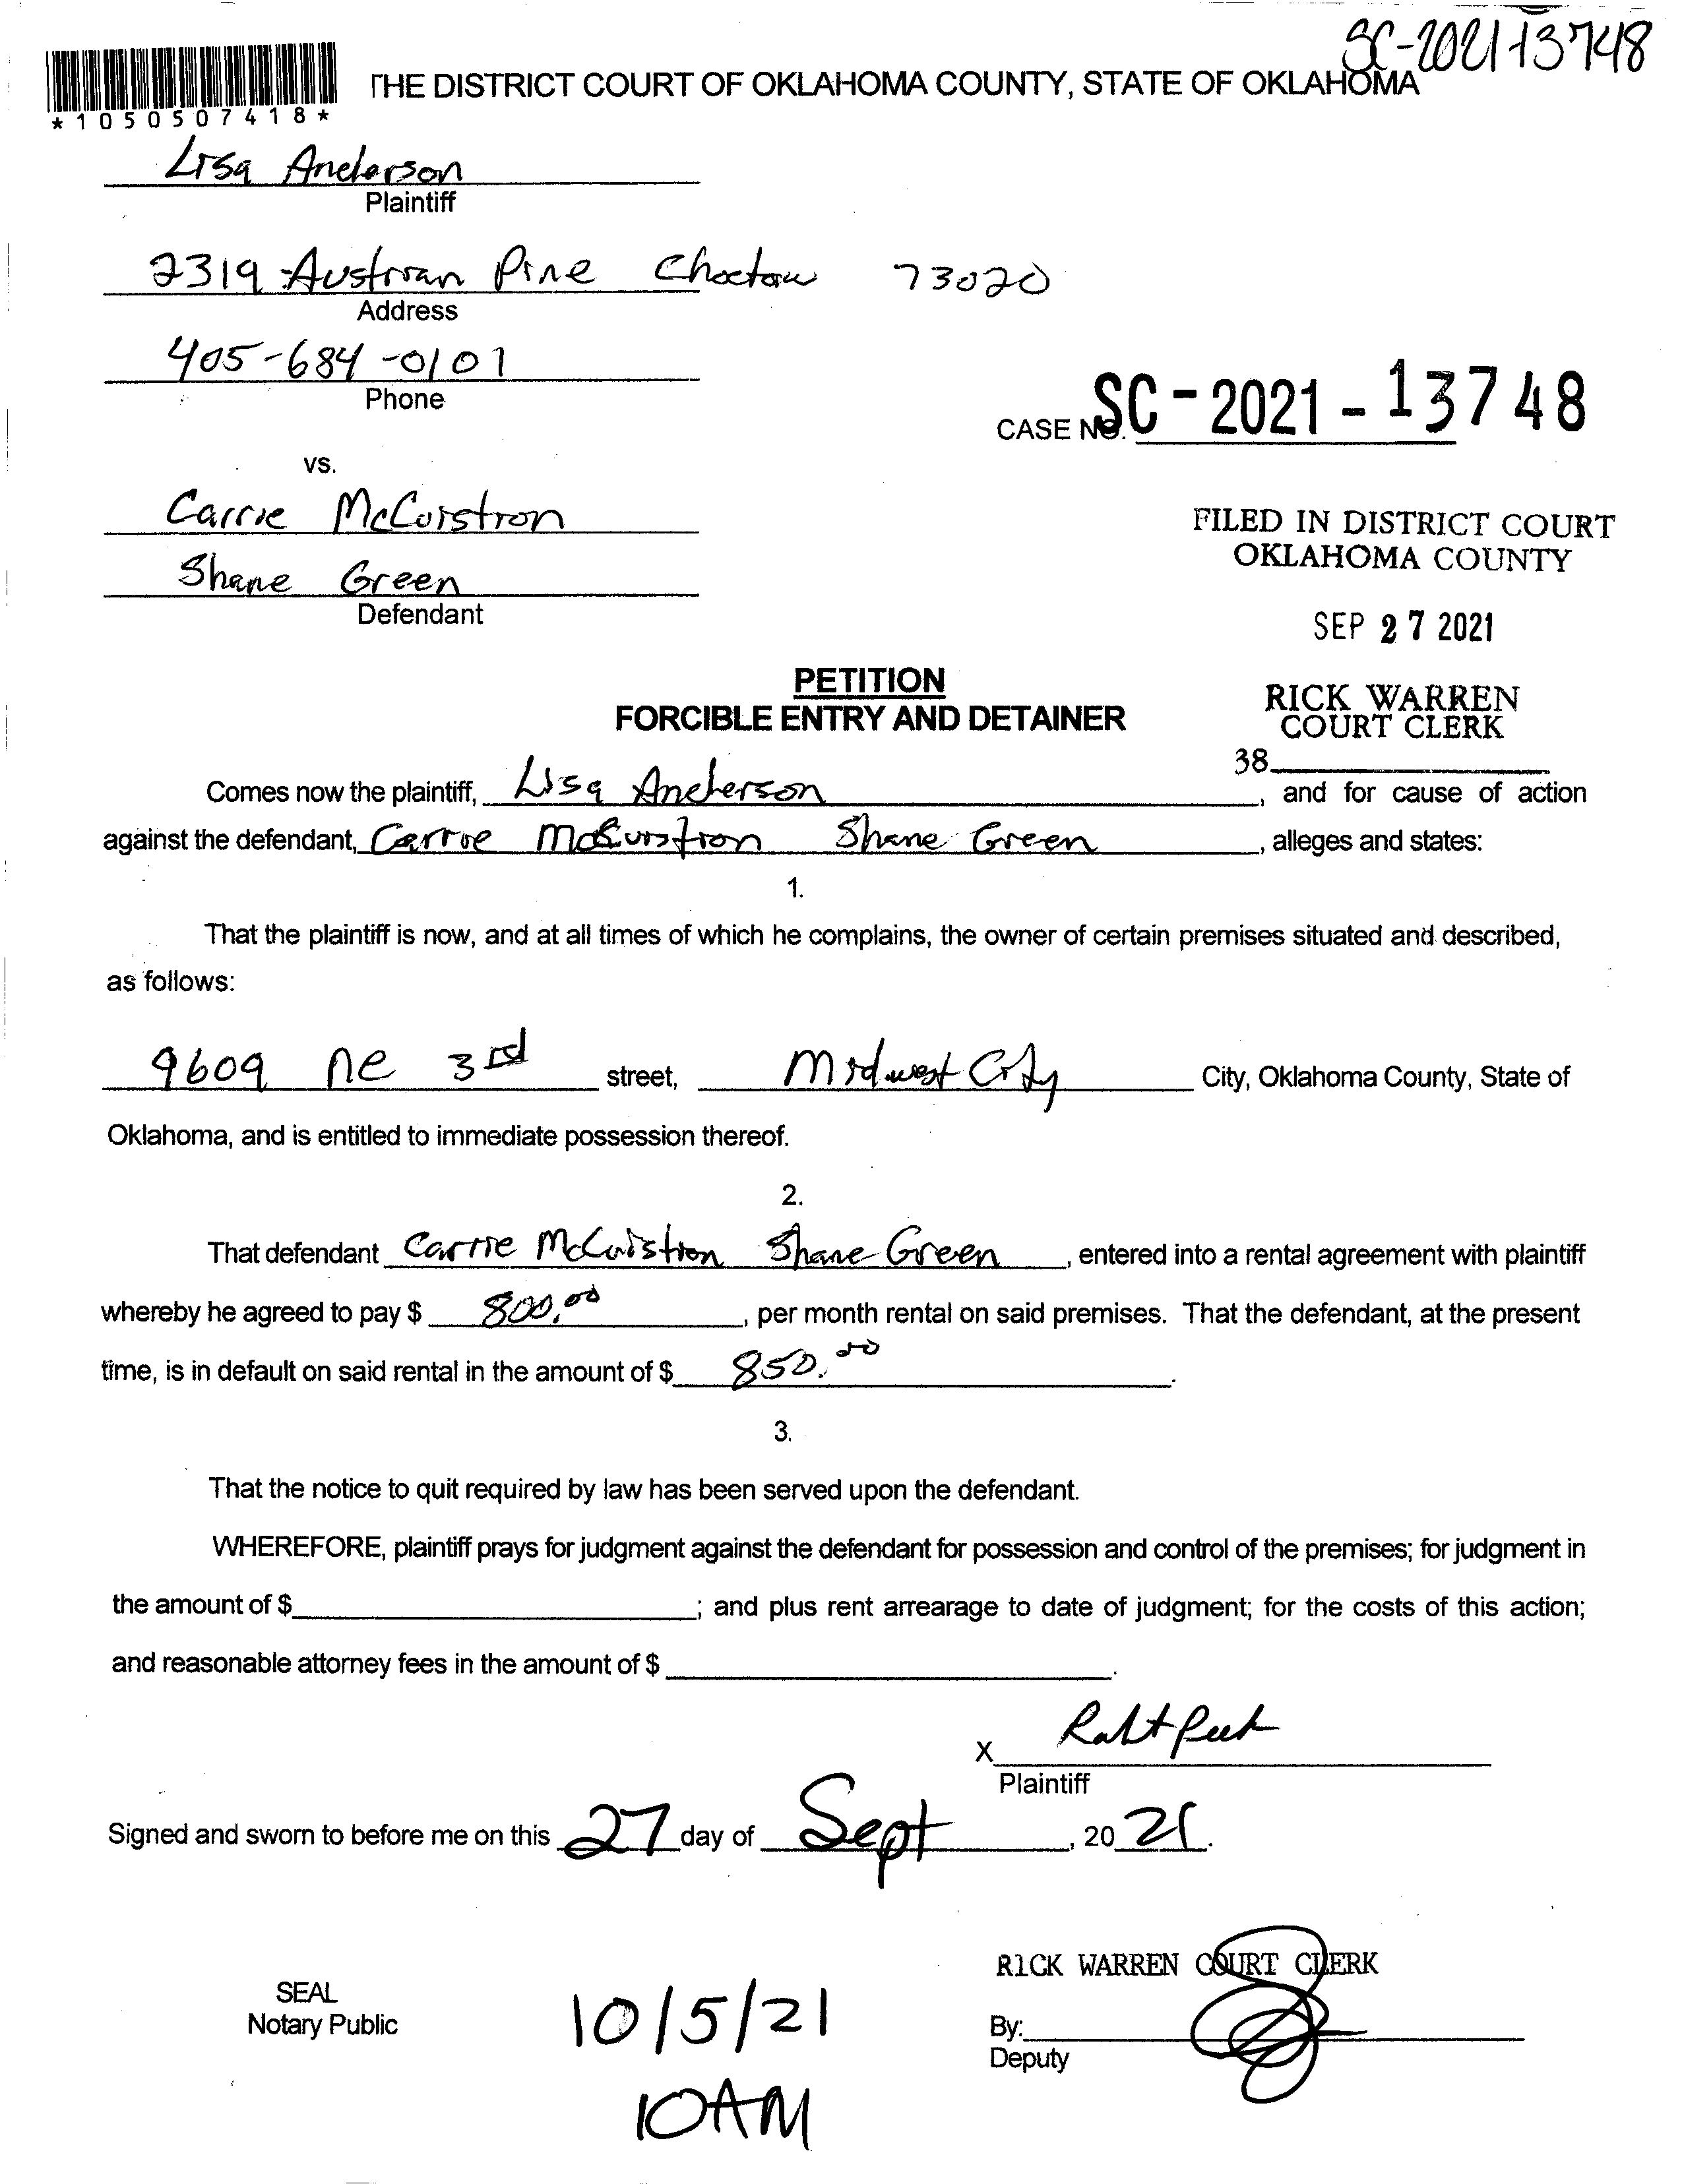 SC-2021-13748
THE DISTRICT COURT OF OKLAHOMA COUNTY, STATE OF OKLAHOMA
*1050507418*
Lisa Anderson
Plaintiff
2319 Austrian Pine Choctaw 73020
Address
405-684-0101
Phone
CASE NO. SC-2021-13748
vs.
Carrie McCuistion
Shane Green
Defendant
FILED IN DISTRICT COURT
OKLAHOMA COUNTY
SEP 27 2021
RICK WARREN
COURT CLERK
38
PETITION
FORCIBLE ENTRY AND DETAINER
Comes now the plaintiff, Lisa Anderson, and for cause of action
against the defendant, Carrie McCuistion Shane Green, alleges and states:
1.
That the plaintiff is now, and at all times of which he complains, the owner of certain premises situated and described,
as follows:
9609 ne 3rd street, Midwest City City, Oklahoma County, State of
Oklahoma, and is entitled to immediate possession thereof.
2.
That defendant Carrie McCuistion Shane Green, entered into a rental agreement with plaintiff
whereby he agreed to pay $ 800.00, per month rental on said premises. That the defendant, at the present
time, is in default on said rental in the amount of $ 850.00.
3.
That the notice to quit required by law has been served upon the defendant.
WHEREFORE, plaintiff prays for judgment against the defendant for possession and control of the premises; for judgment in
the amount of $; and plus rent arrearage to date of judgment; for the costs of this action;
and reasonable attorney fees in the amount of $.
X
Plaintiff
Signed and sworn to before me on this 27 day of Sept, 2021.
RICK WARREN COURT CLERK
SEAL
Notary Public
10/5/21
10AM
By:
Deputy